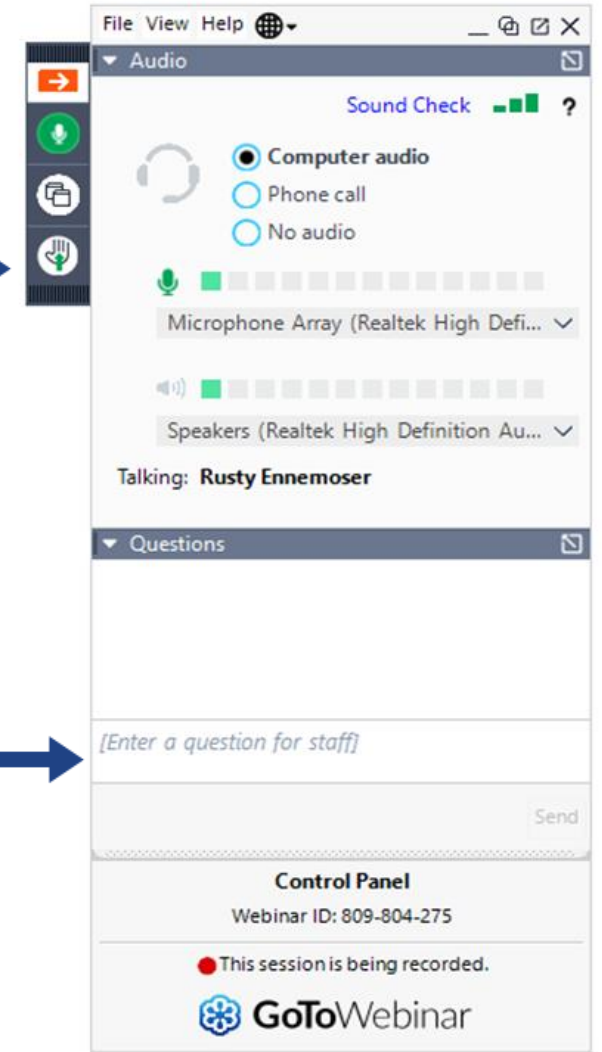 File View Help
Audio
Sound Check ?
Computer audio
Phone call
No audio
Microphone Array (Realtek High Defi...
Speakers (Realtek High Definition Au...
Talking: Rusty Ennemoser
Questions
[Enter a question for staff]
Send
Control Panel
Webinar ID: 809-804-275
This session is being recorded.
GoToWebinar